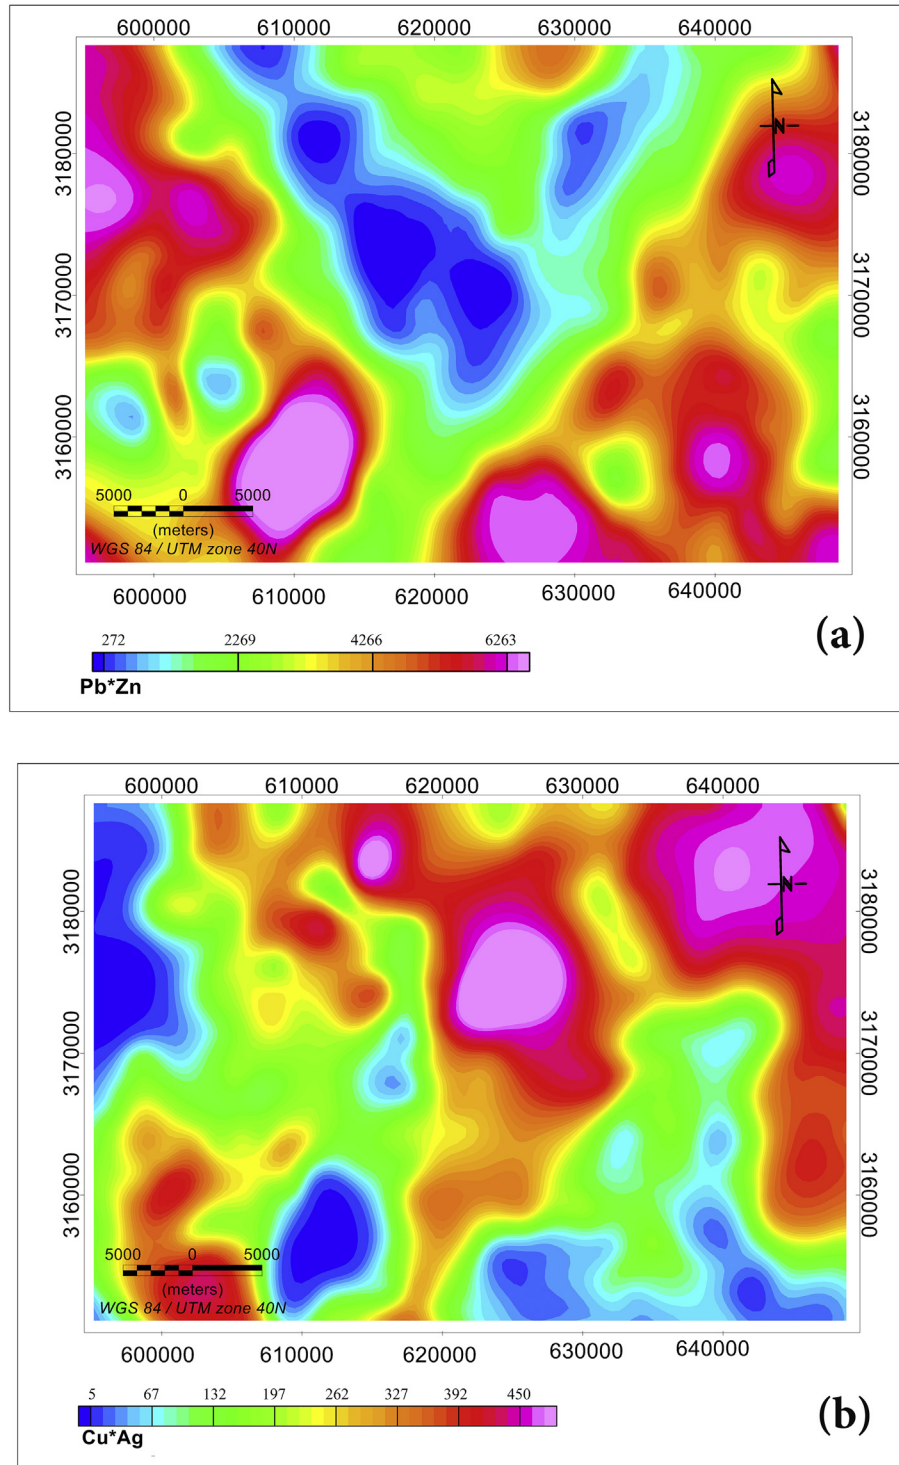 600000 610000 620000 630000 640000
3180000 3180000
N
3170000 3170000
3160000 3160000
5000 0 5000
(meters)
WGS 84 / UTM zone 40N
600000 610000 620000 630000 640000
272 2269 4266 6263
Pb*Zn
(a)
600000 610000 620000 630000 640000
3180000 3180000
N
3170000 3170000
3160000 3160000
5000 0 5000
(meters)
WGS 84 / UTM zone 40N
600000 610000 620000 630000 640000
5 67 132 197 262 327 392 450
Cu*Ag
(b)